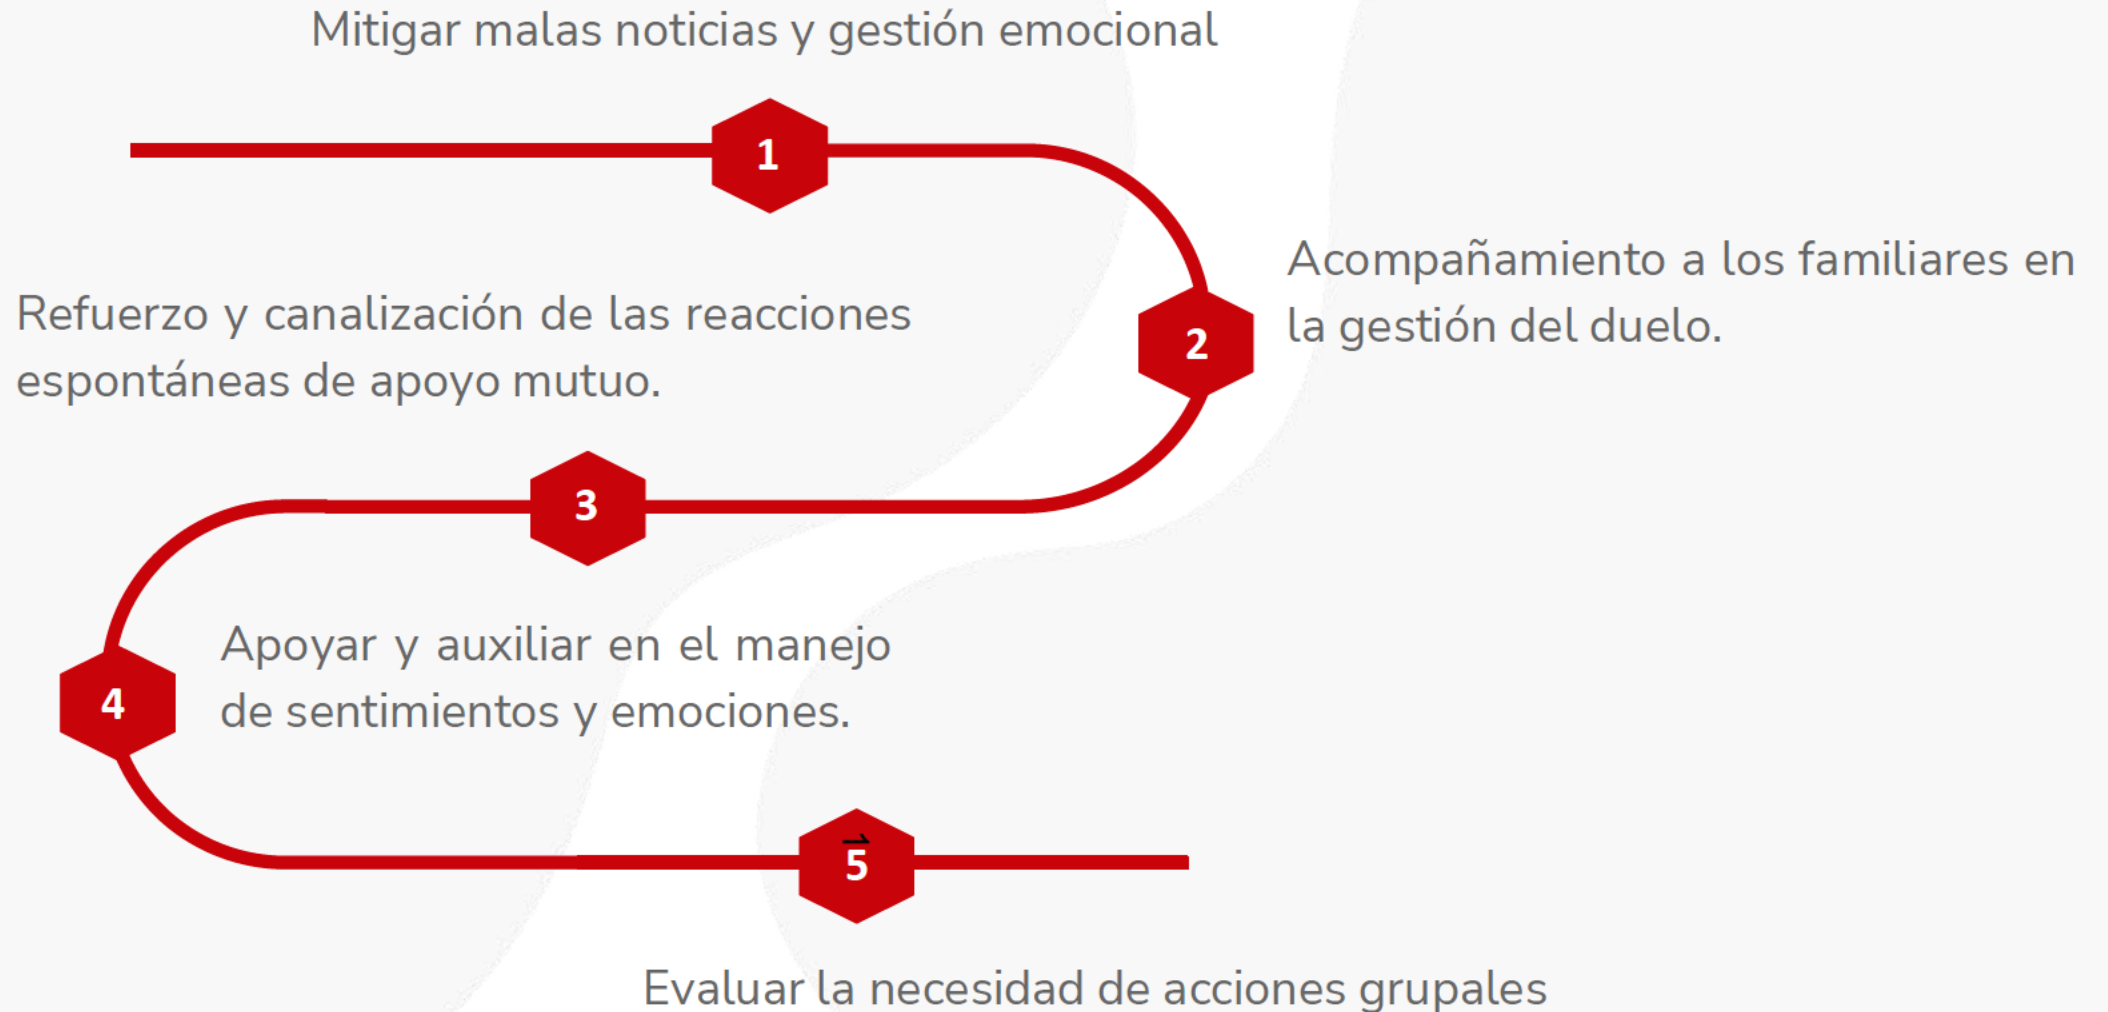 Mitigar malas noticias y gestión emocional
1
Acompañamiento a los familiares en
la gestión del duelo.
2
Refuerzo y canalización de las reacciones
espontáneas de apoyo mutuo.
3
Apoyar y auxiliar en el manejo
de sentimientos y emociones.
4
5
Evaluar la necesidad de acciones grupales